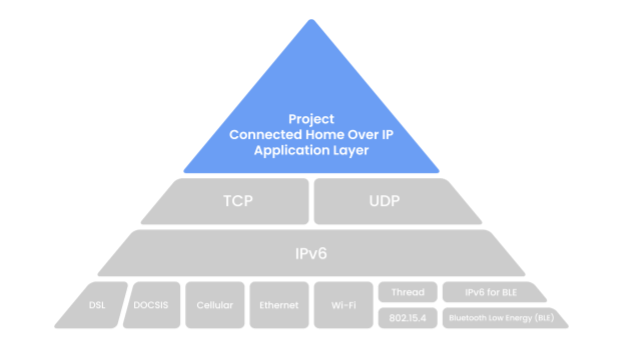 Project
Connected Home Over IP
Application Layer
TCP UDP
IPv6
DSL DOCSIS Cellular Ethernet Wi-Fi Thread IPv6 for BLE
802.15.4 Bluetooth Low Energy (BLE)